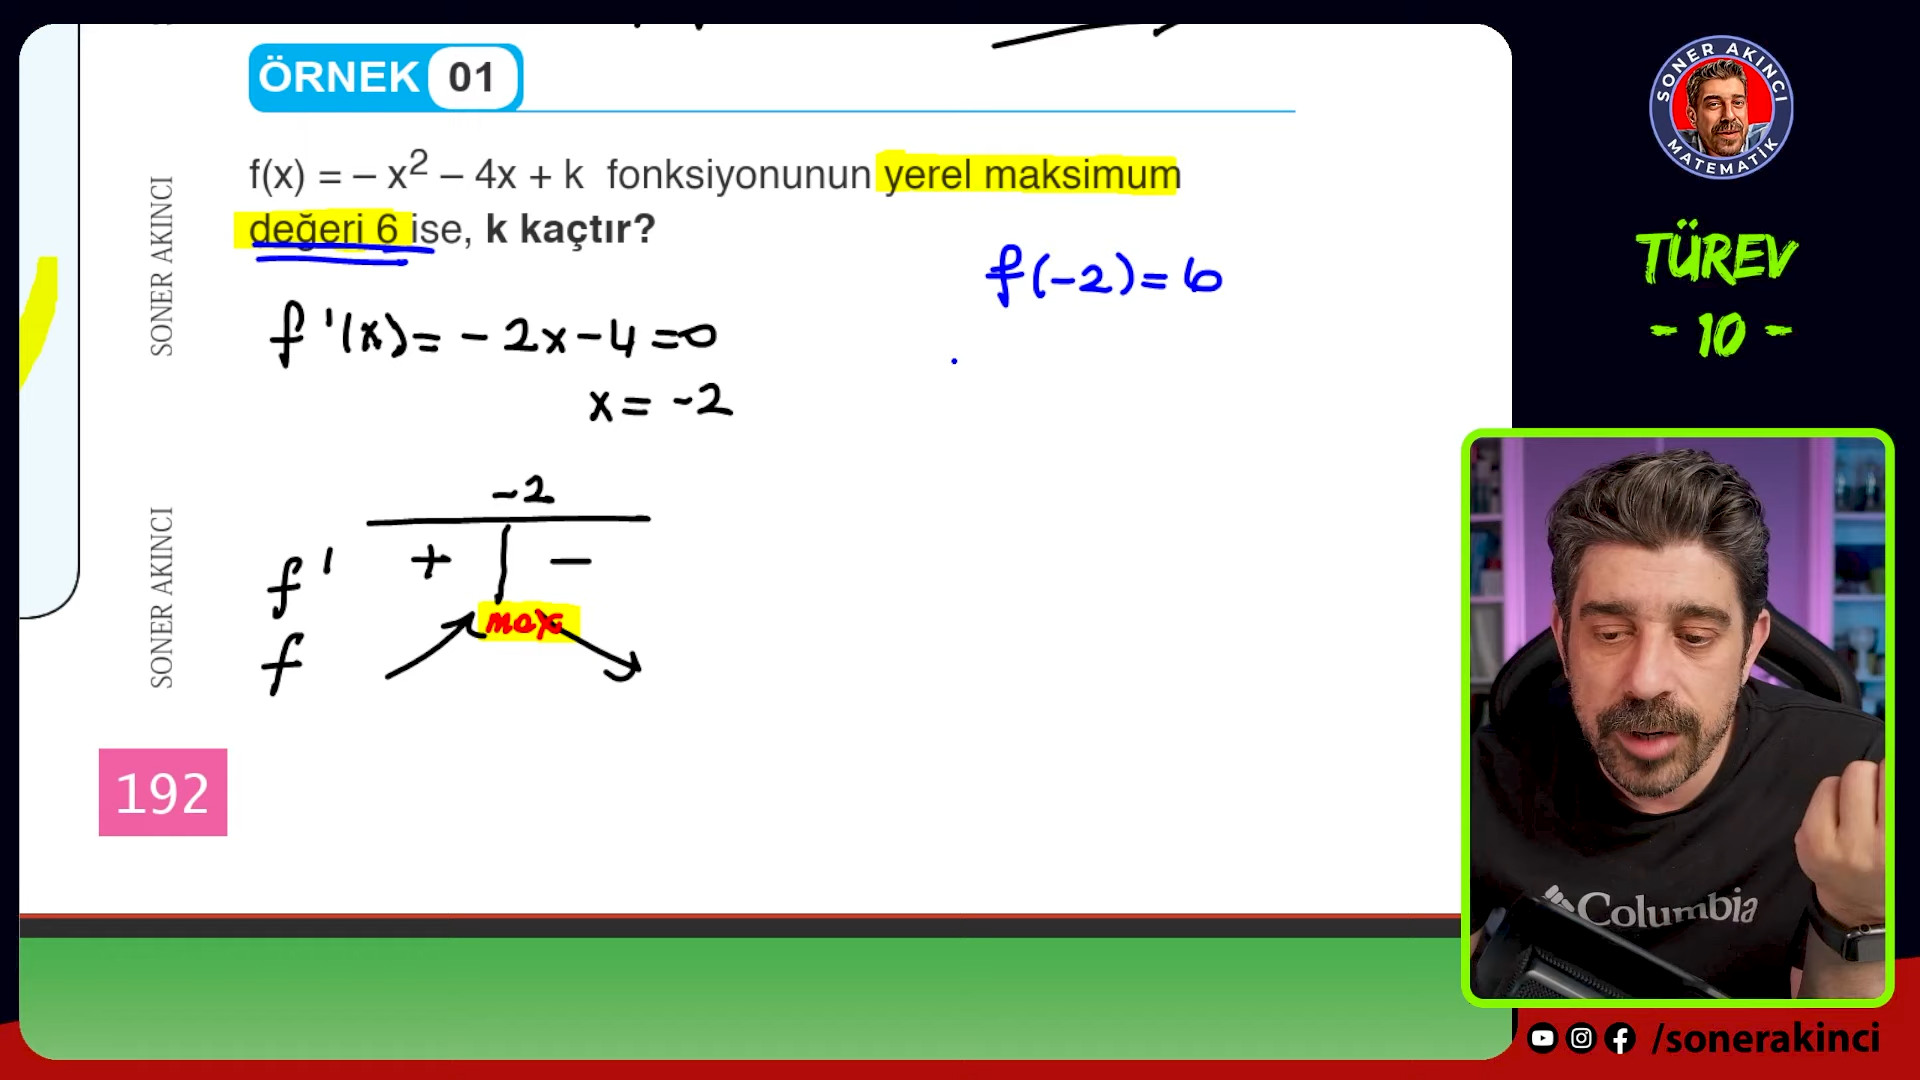 ÖRNEK 01
f(x) = – x² – 4x + k fonksiyonunun yerel maksimum
değeri 6 ise, k kaçtır?
f(-2) = 6
f'(x) = -2x-4 = 0
x = -2
-2
f' + -
max
f
192
SONER AKINCI
SONER AKINCI
SONER AKINCI
MATEMATİK
TÜREV
- 10 -
Columbia
/sonerakinci